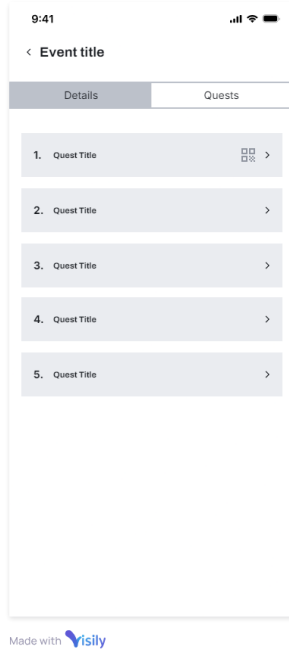 9:41
Event title
Details Quests
1. Quest Title
2. Quest Title
3. Quest Title
4. Quest Title
5. Quest Title
Made with Visily